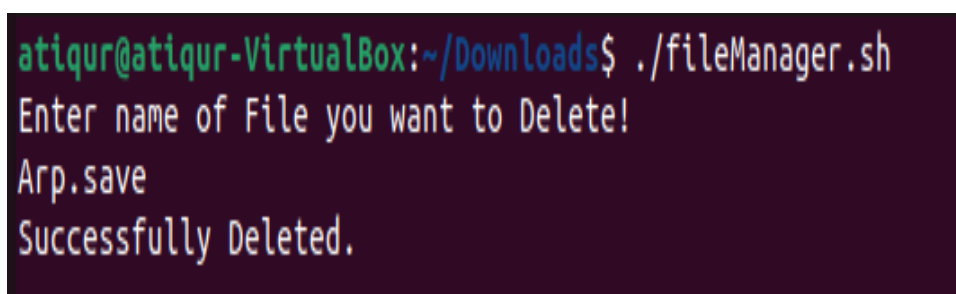 atiqur@atiqur-VirtualBox:~/Downloads$ ./fileManager.sh
Enter name of File you want to Delete!
Arp.save
Successfully Deleted.